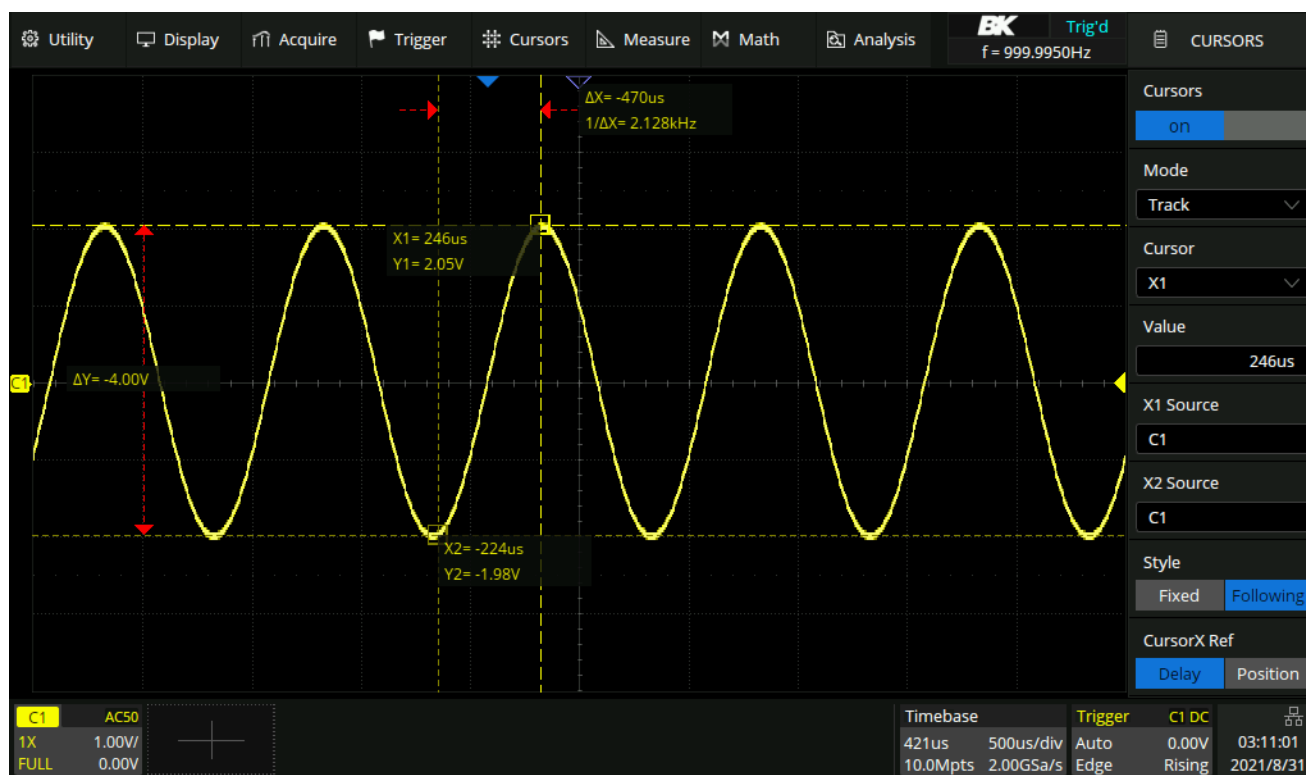 Utility Display Acquire Trigger Cursors Measure Math Analysis
BK Trig'd
f = 999.9950Hz
CURSORS
ΔX= -470us
1/ΔX= 2.128kHz
X1= 246us
Y1= 2.05V
C1
ΔY= -4.00V
X2= -224us
Y2= -1.98V
Cursors
on
Mode
Track
Cursor
X1
Value
246us
X1 Source
C1
X2 Source
C1
Style
Fixed Following
CursorX Ref
Delay Position
C1 AC50
1X 1.00V/
FULL 0.00V
Timebase
421us 500us/div
10.0Mpts 2.00GSa/s
Trigger C1 DC
Auto 0.00V
Edge Rising
03:11:01
2021/8/31